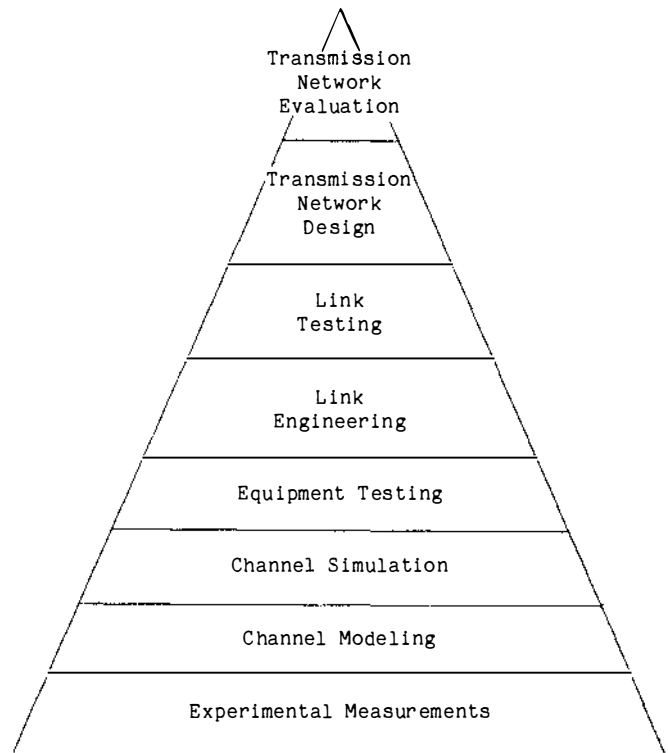 Transmission
Network
Evaluation
Transmission
Network
Design
Link
Testing
Link
Engineering
Equipment Testing
Channel Simulation
Channel Modeling
Experimental Measurements